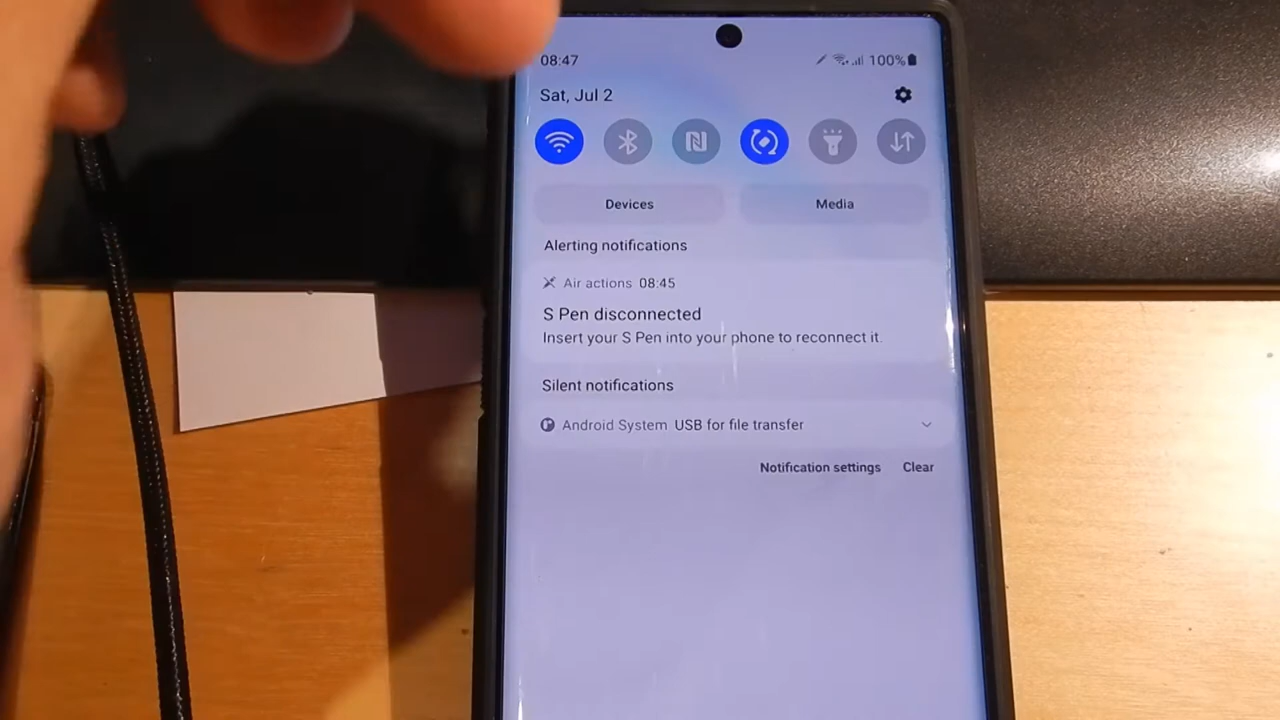 08:47 100%
Sat, Jul 2
Devices Media
Alerting notifications
Air actions 08:45
S Pen disconnected
Insert your S Pen into your phone to reconnect it.
Silent notifications
Android System USB for file transfer
Notification settings Clear